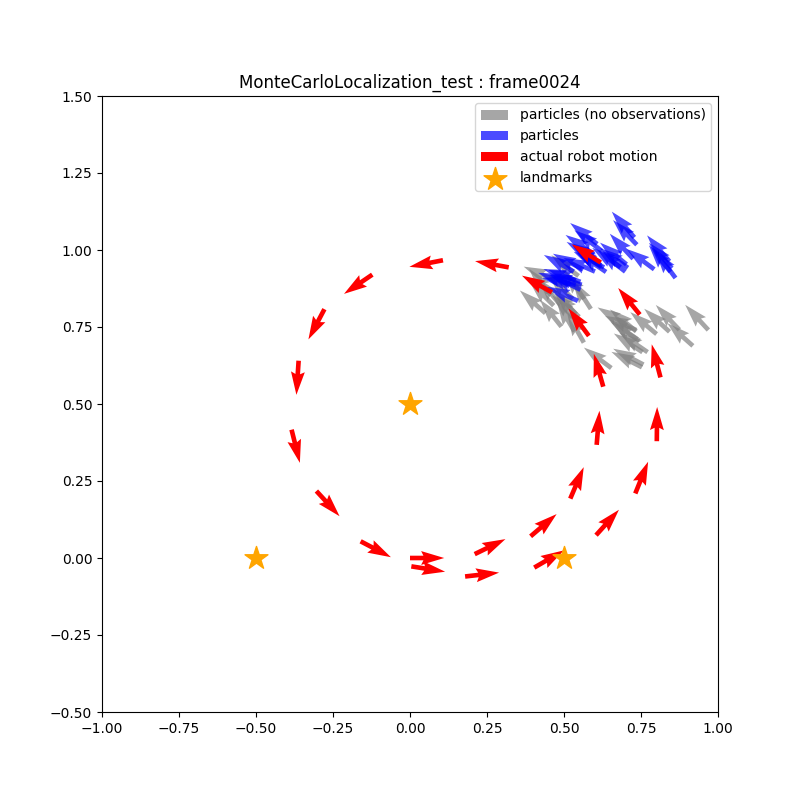 MonteCarloLocalization_test : frame0024
particles (no observations)
particles
actual robot motion
landmarks
1.50
1.25
1.00
0.75
0.50
0.25
0.00
−0.25
−0.50
−1.00 −0.75 −0.50 −0.25 0.00 0.25 0.50 0.75 1.00